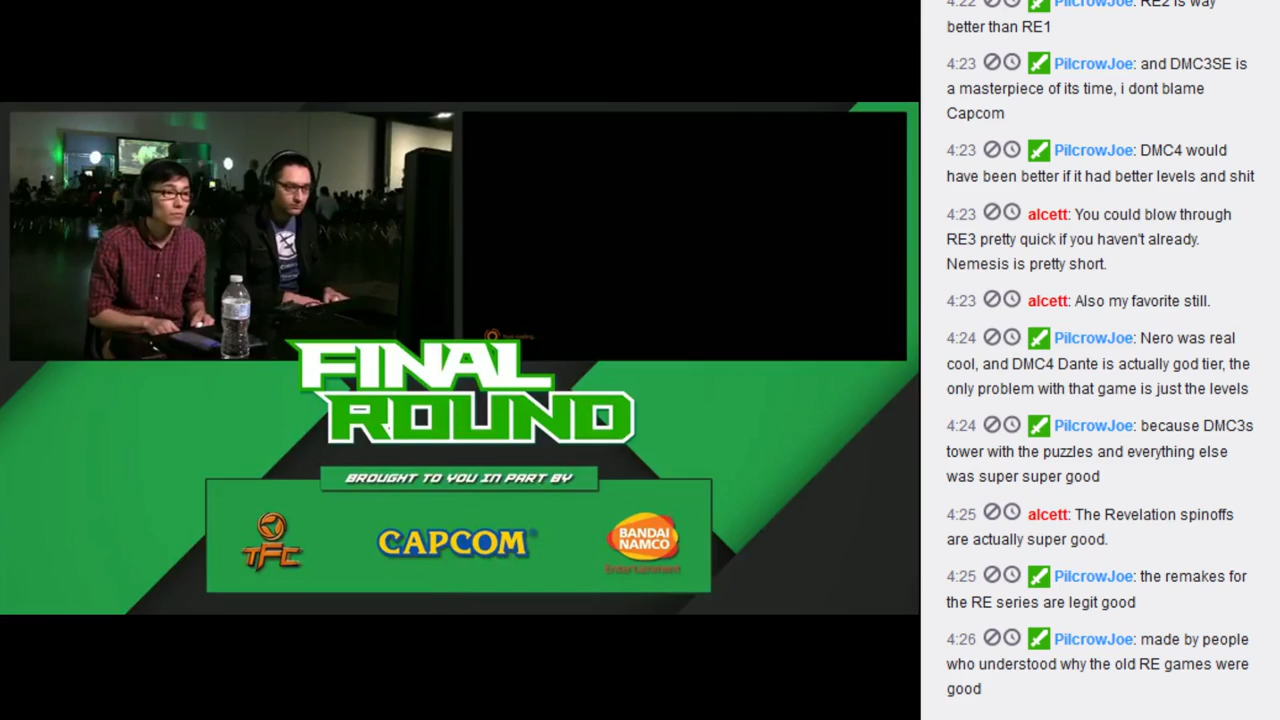 FINAL
ROUND
BROUGHT TO YOU IN PART BY
TFC
CAPCOM
BANDAI
NAMCO
Entertainment
4:22 PilcrowJoe: RE2 is way
better than RE1
4:23 PilcrowJoe: and DMC3SE is
a masterpiece of its time, i dont blame
Capcom
4:23 PilcrowJoe: DMC4 would
have been better if it had better levels and shit
4:23 alcett: You could blow through
RE3 pretty quick if you haven't already.
Nemesis is pretty short.
4:23 alcett: Also my favorite still.
4:24 PilcrowJoe: Nero was real
cool, and DMC4 Dante is actually god tier, the
only problem with that game is just the levels
4:24 PilcrowJoe: because DMC3s
tower with the puzzles and everything else
was super super good
4:25 alcett: The Revelation spinoffs
are actually super good.
4:25 PilcrowJoe: the remakes for
the RE series are legit good
4:26 PilcrowJoe: made by people
who understood why the old RE games were
good